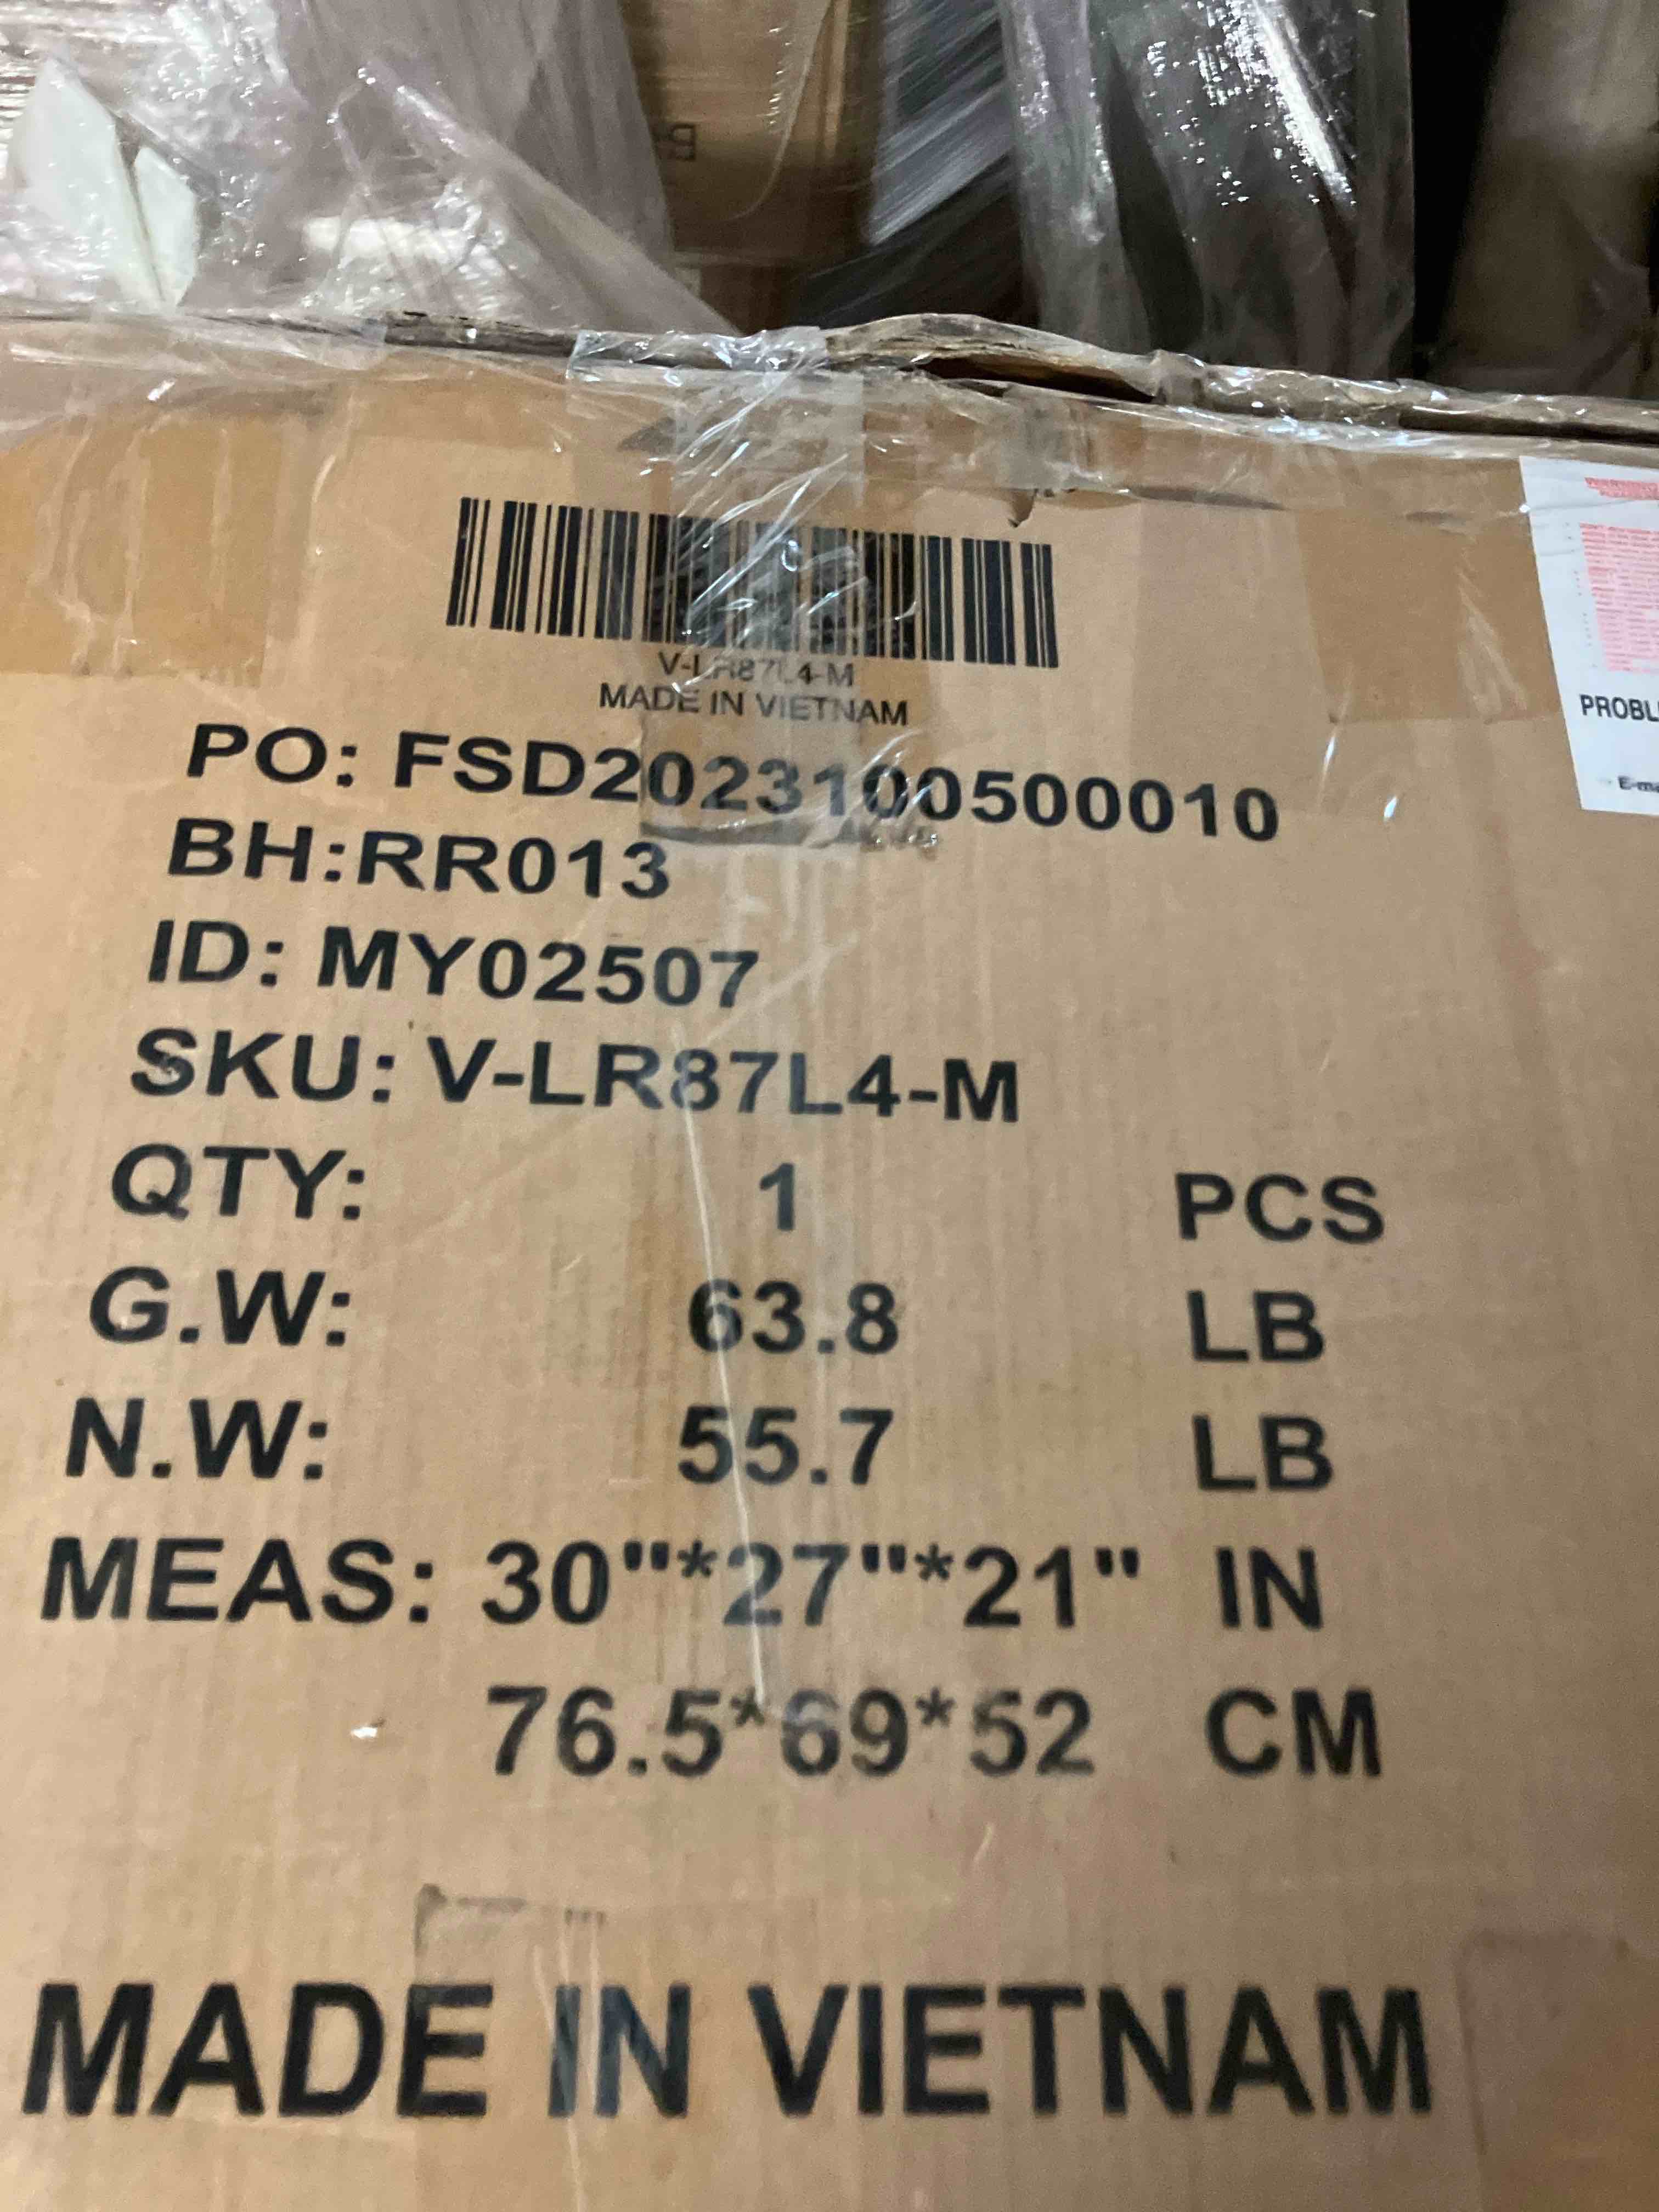 V-LR87L4-M
MADE IN VIETNAM
PO: FSD2023100500010
BH:RR013
ID: MY02507
SKU: V-LR87L4-M
QTY: 1 PCS
G.W: 63.8 LB
N.W: 55.7 LB
MEAS: 30"*27"*21" IN
76.5*69*52 CM
MADE IN VIETNAM
PROBL